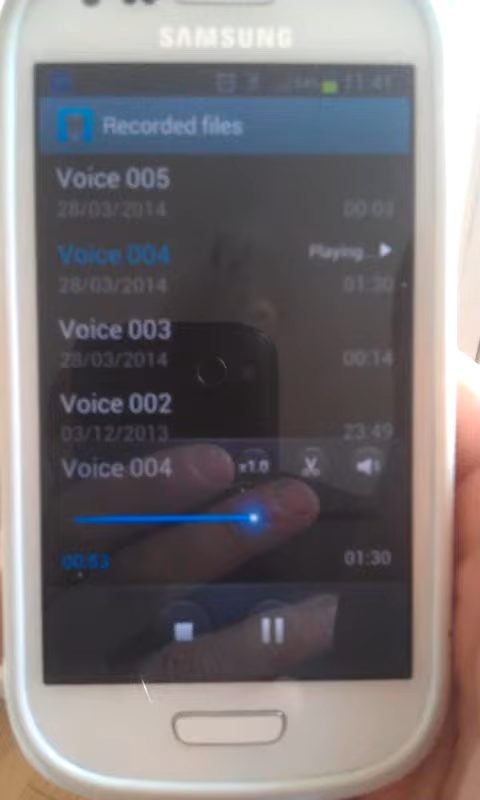 SAMSUNG
11:41
Recorded files
Voice 005
28/03/2014 00:03
Voice 004 Playing...
28/03/2014 01:30
Voice 003
28/03/2014 00:14
Voice 002
03/12/2013 23:49
Voice 004 x1.0
00:53 01:30